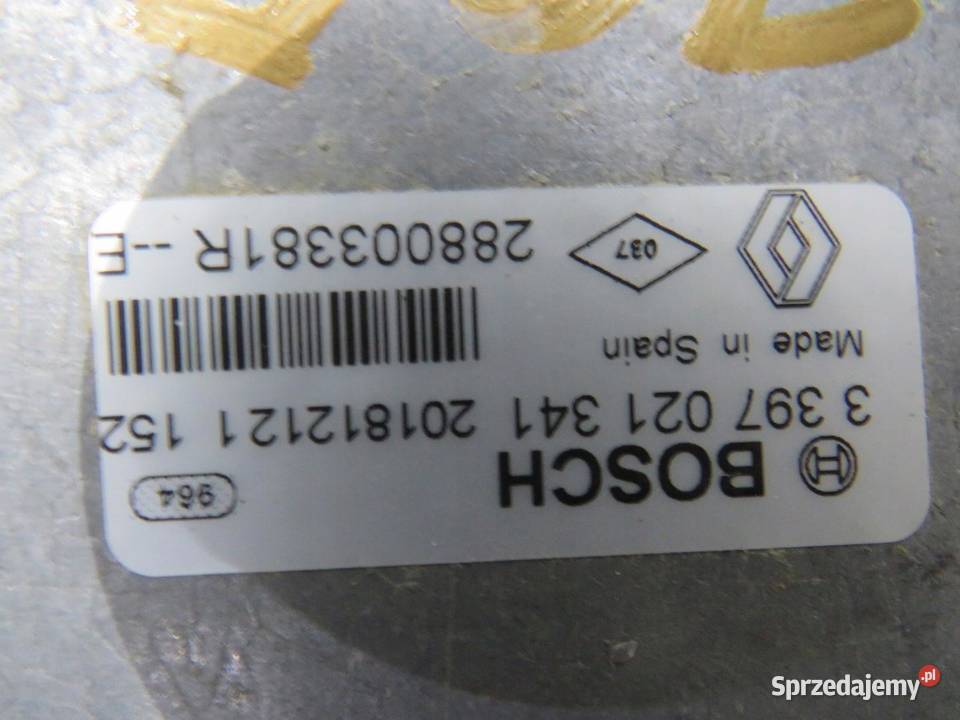 BOSCH 964
3 397 021 341 20181212 1 152
Made in Spain
037 288003381R --E
Sprzedajemy.pl